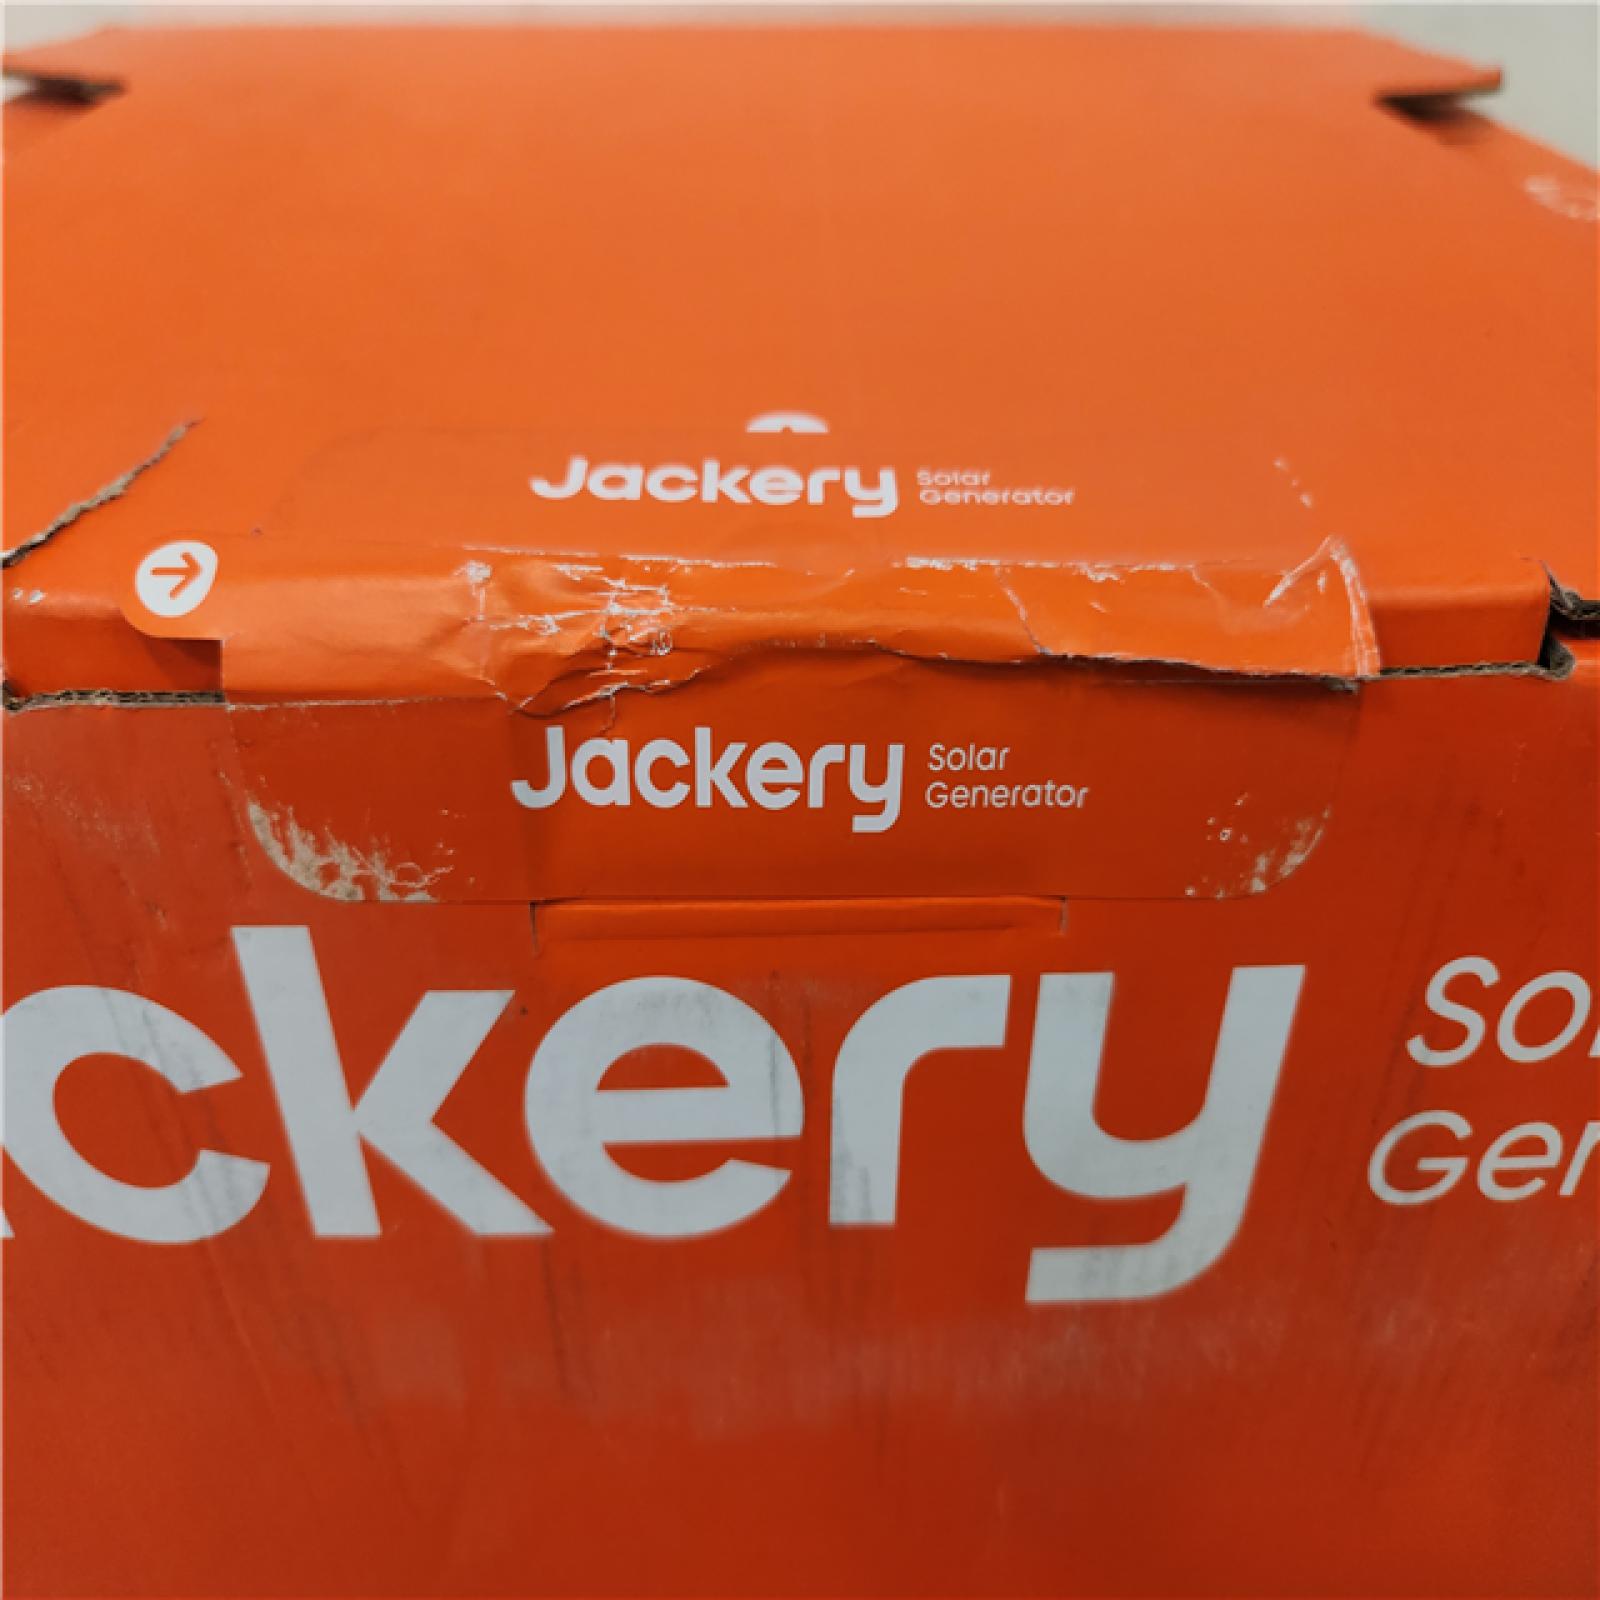 Jackery Solar
Generator
Jackery Solar
Generator
ckery